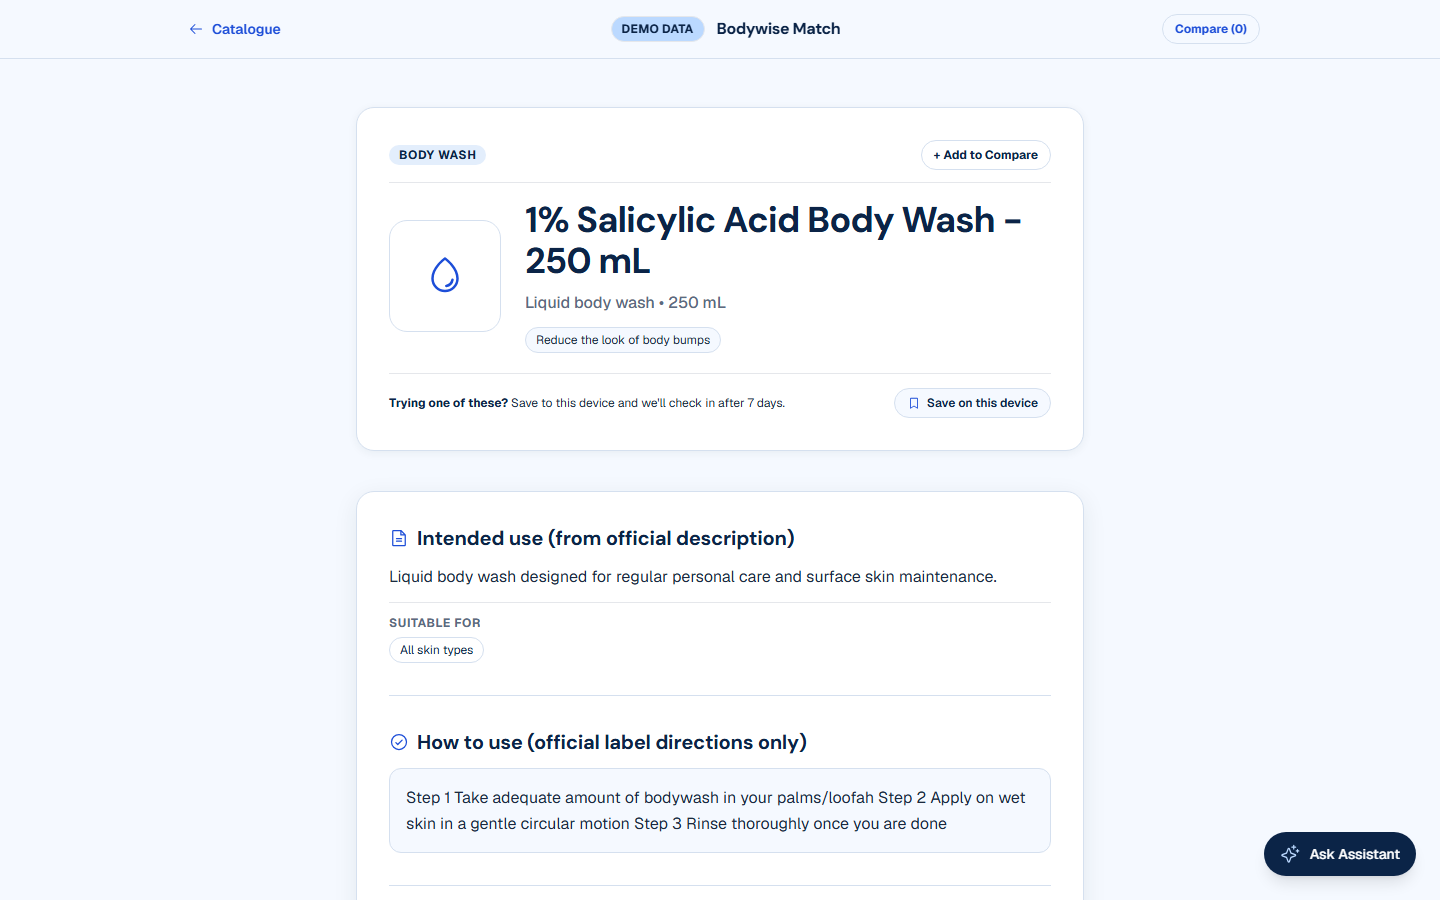 Catalogue
DEMO DATA Bodywise Match
Compare (0)
BODY WASH
+ Add to Compare
1% Salicylic Acid Body Wash –
250 mL
Liquid body wash • 250 mL
Reduce the look of body bumps
Trying one of these? Save to this device and we'll check in after 7 days.
Save on this device
Intended use (from official description)
Liquid body wash designed for regular personal care and surface skin maintenance.
SUITABLE FOR
All skin types
How to use (official label directions only)
Step 1 Take adequate amount of bodywash in your palms/loofah Step 2 Apply on wet
skin in a gentle circular motion Step 3 Rinse thoroughly once you are done
Ask Assistant